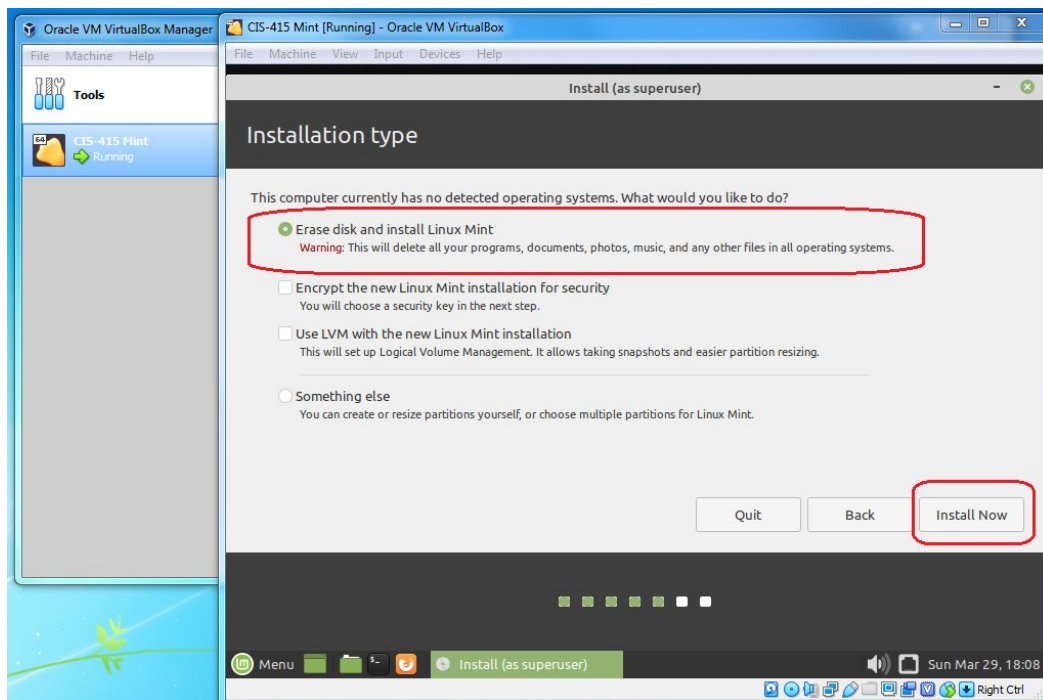 Oracle VM VirtualBox Manager
File Machine Help
Tools
64
CIS-415 Mint
Running
CIS-415 Mint [Running] - Oracle VM VirtualBox
File Machine View Input Devices Help
Install (as superuser)
Installation type
This computer currently has no detected operating systems. What would you like to do?
Erase disk and install Linux Mint
Warning: This will delete all your programs, documents, photos, music, and any other files in all operating systems.
Encrypt the new Linux Mint installation for security
You will choose a security key in the next step.
Use LVM with the new Linux Mint installation
This will set up Logical Volume Management. It allows taking snapshots and easier partition resizing.
Something else
You can create or resize partitions yourself, or choose multiple partitions for Linux Mint.
Quit Back Install Now
Menu Install (as superuser) Sun Mar 29, 18:08
Right Ctrl